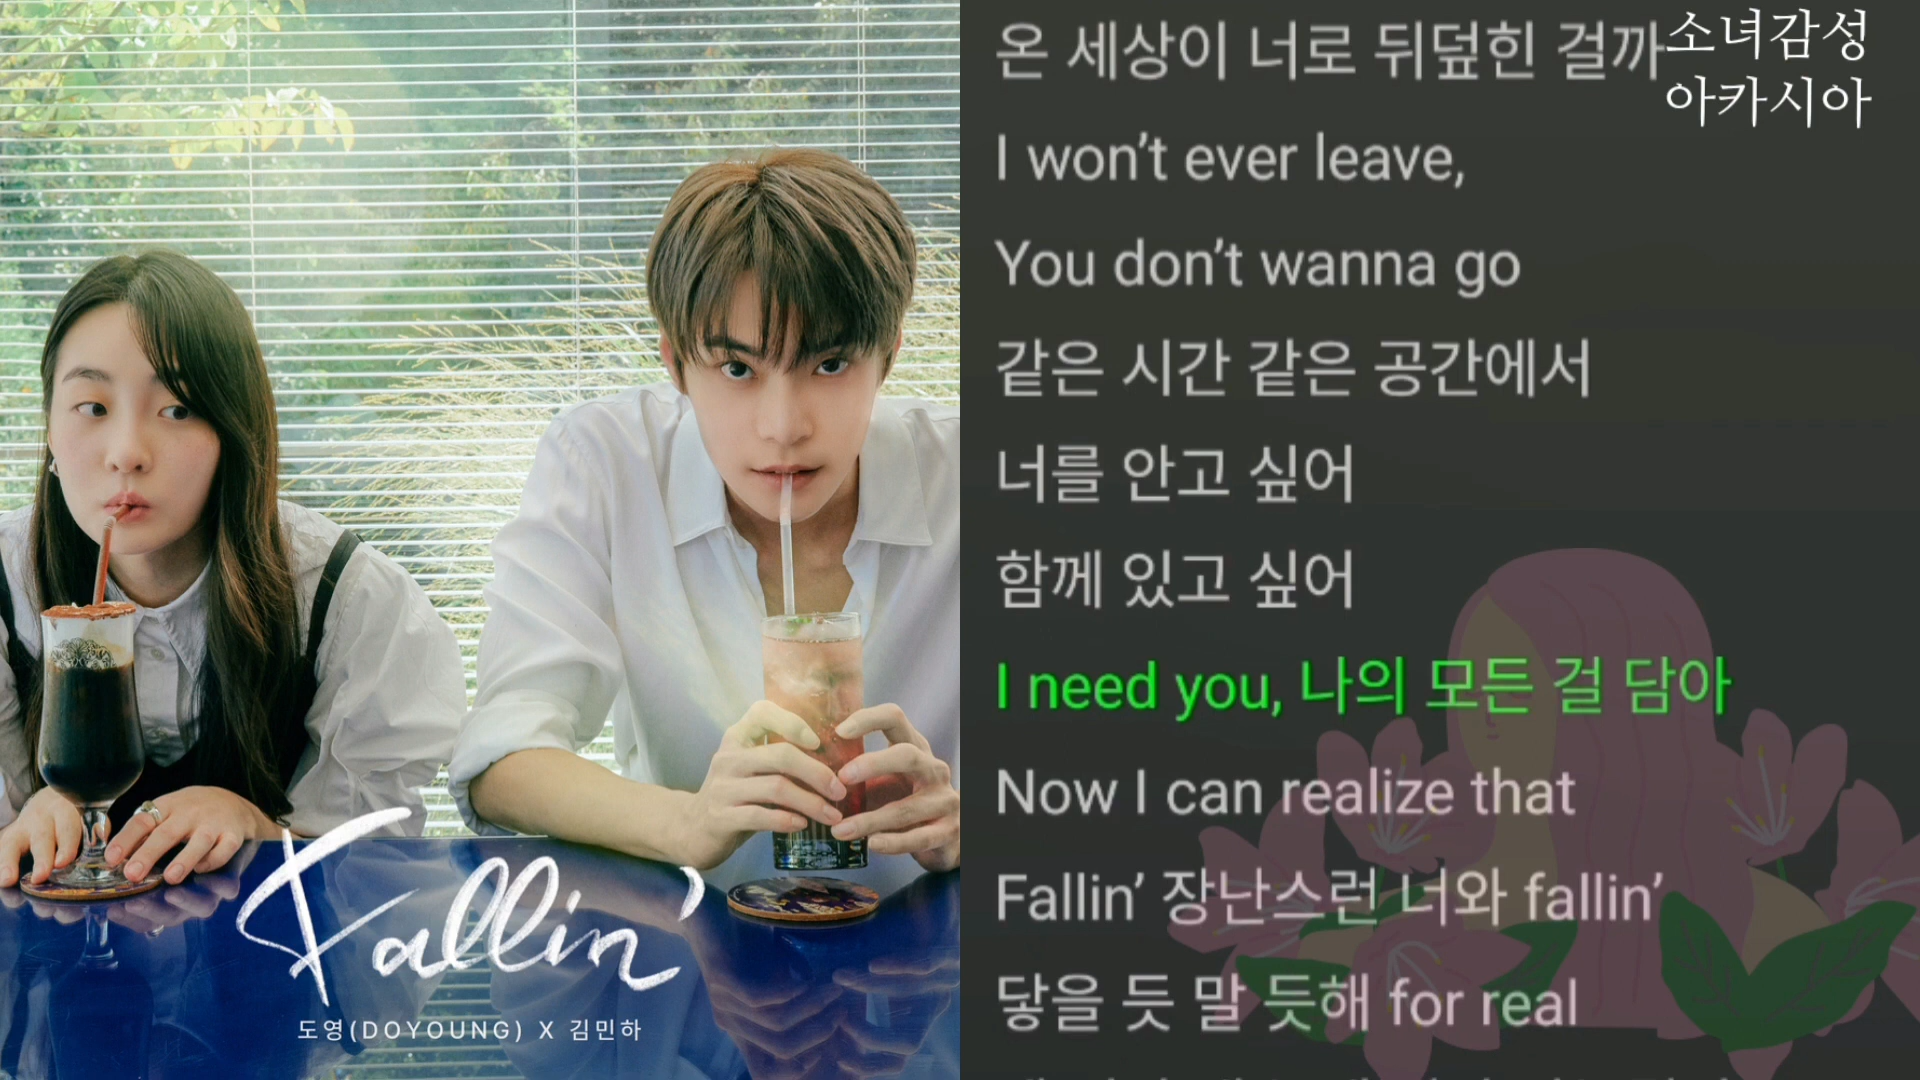 Fallin'
도영(DOYOUNG) X 김민하
소녀감성
아카시아
온 세상이 너로 뒤덮힌 걸까
I won't ever leave,
You don't wanna go
같은 시간 같은 공간에서
너를 안고 싶어
함께 있고 싶어
I need you, 나의 모든 걸 담아
Now I can realize that
Fallin' 장난스런 너와 fallin'
닿을 듯 말 듯해 for real